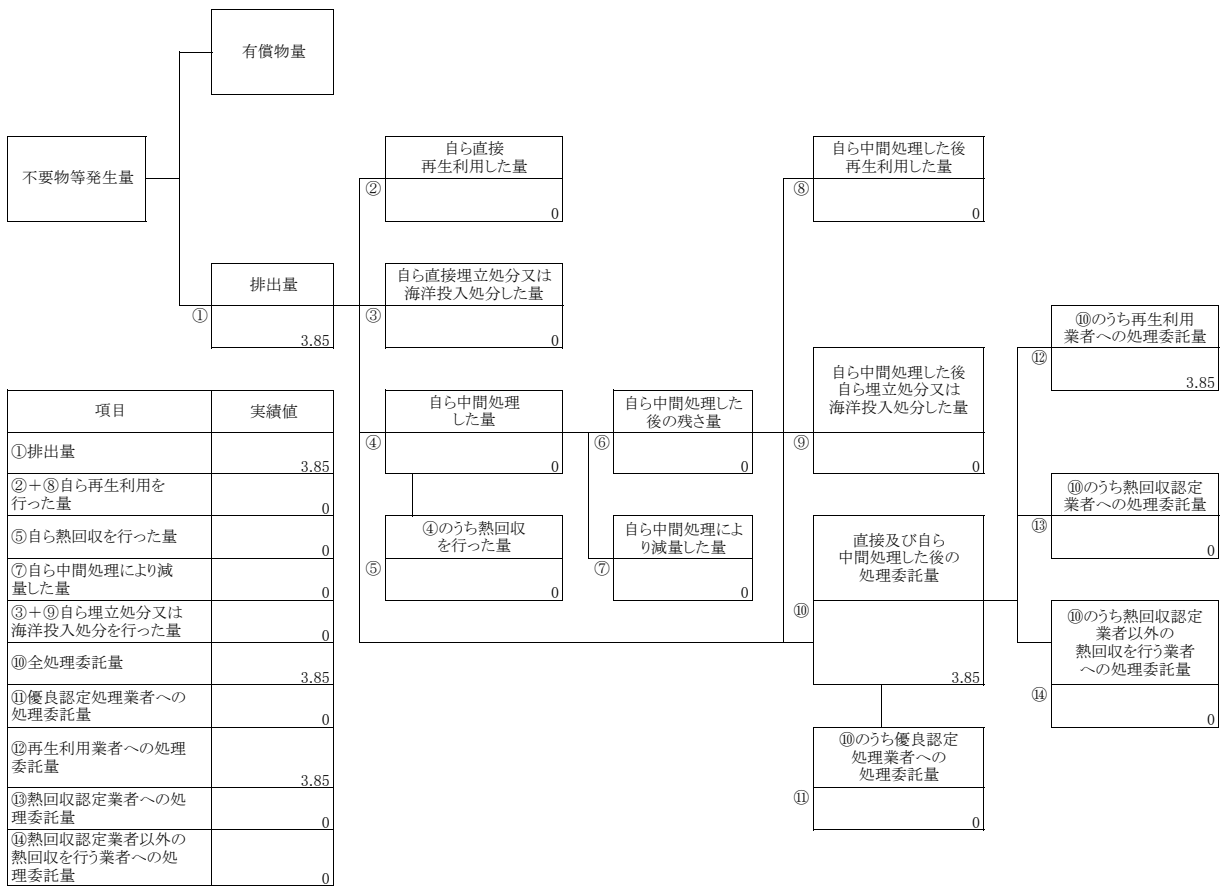 有償物量
不要物等発生量
排出量
①
3.85
自ら直接
再生利用した量
②
0
自ら直接埋立処分又は
海洋投入処分した量
③
0
自ら中間処理
した量
④
0
④のうち熱回収
を行った量
⑤
0
自ら中間処理した
後の残さ量
⑥
0
自ら中間処理によ
り減量した量
⑦
0
自ら中間処理した後
再生利用した量
⑧
0
自ら中間処理した後
自ら埋立処分又は
海洋投入処分した量
⑨
0
直接及び自ら
中間処理した後の
処理委託量
⑩
3.85
⑩のうち優良認定
処理業者への
処理委託量
⑪
0
⑩のうち再生利用
業者への処理委託量
⑫
3.85
⑩のうち熱回収認定
業者への処理委託量
⑬
0
⑩のうち熱回収認定
業者以外の
熱回収を行う業者
への処理委託量
⑭
0
項目 実績値
①排出量
3.85
②＋⑧自ら再生利用を
行った量
0
⑤自ら熱回収を行った量
0
⑦自ら中間処理により減
量した量
0
③＋⑨自ら埋立処分又は
海洋投入処分を行った量
0
⑩全処理委託量
3.85
⑪優良認定処理業者への
処理委託量
0
⑫再生利用業者への処理
委託量
3.85
⑬熱回収認定業者への処
理委託量
0
⑭熱回収認定業者以外の
熱回収を行う業者への処
理委託量
0